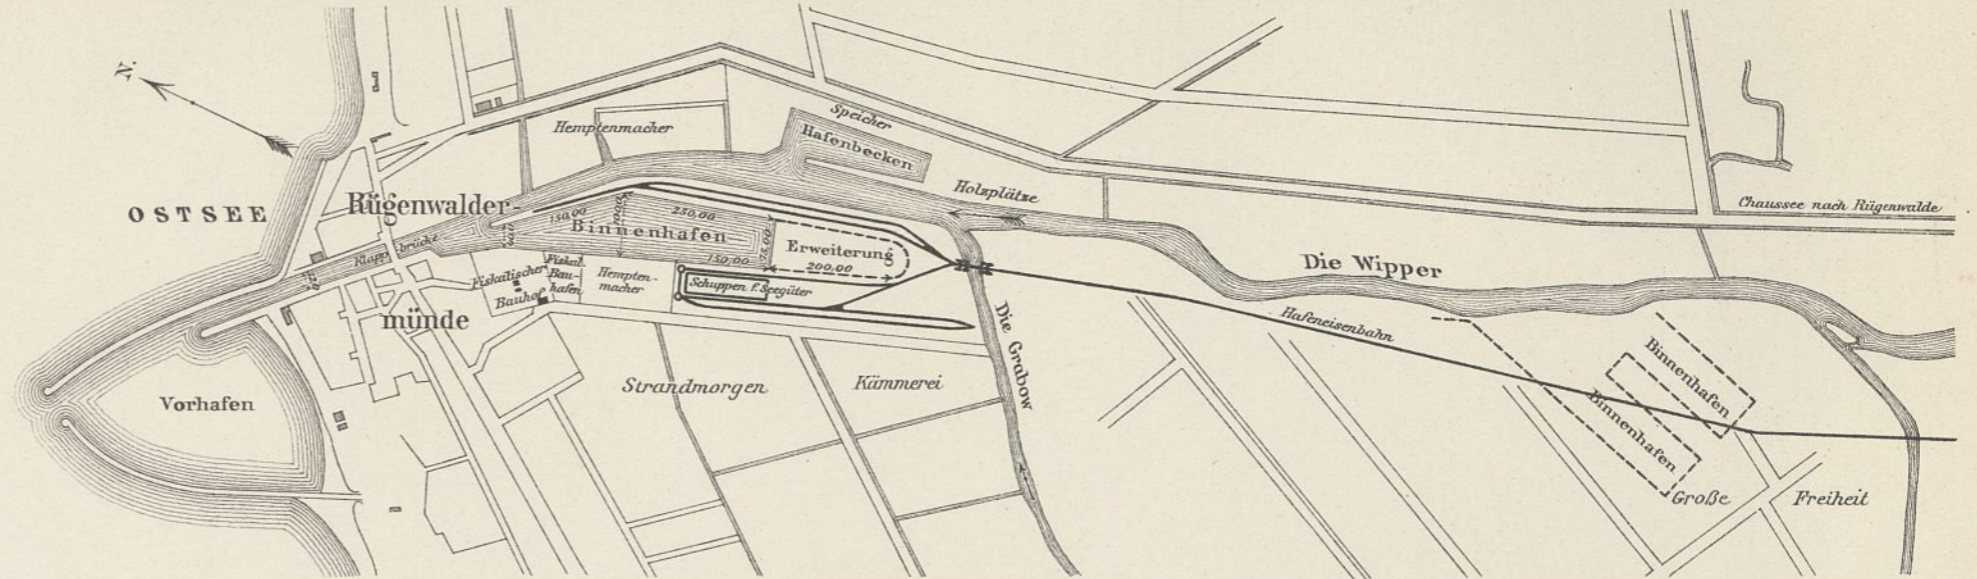 N.
OSTSEE
Rügenwalder-
münde
Vorhafen
Klapp
brücke
Hemptenmacher
Speicher
Hafenbecken
Holzplätze
Chaussee nach Rügenwalde
150,00
250,00
Binnenhafen
150,00
75,00
Erweiterung
200,00
Fiskalischer
Bauhof
Fiskal.
Bau-
hafen
Hempten-
macher
Schuppen f. Seegüter
Die Wipper
Hafeneisenbahn
Die Grabow
Strandmorgen
Kämmerei
Binnenhafen
Binnenhafen
Große
Freiheit